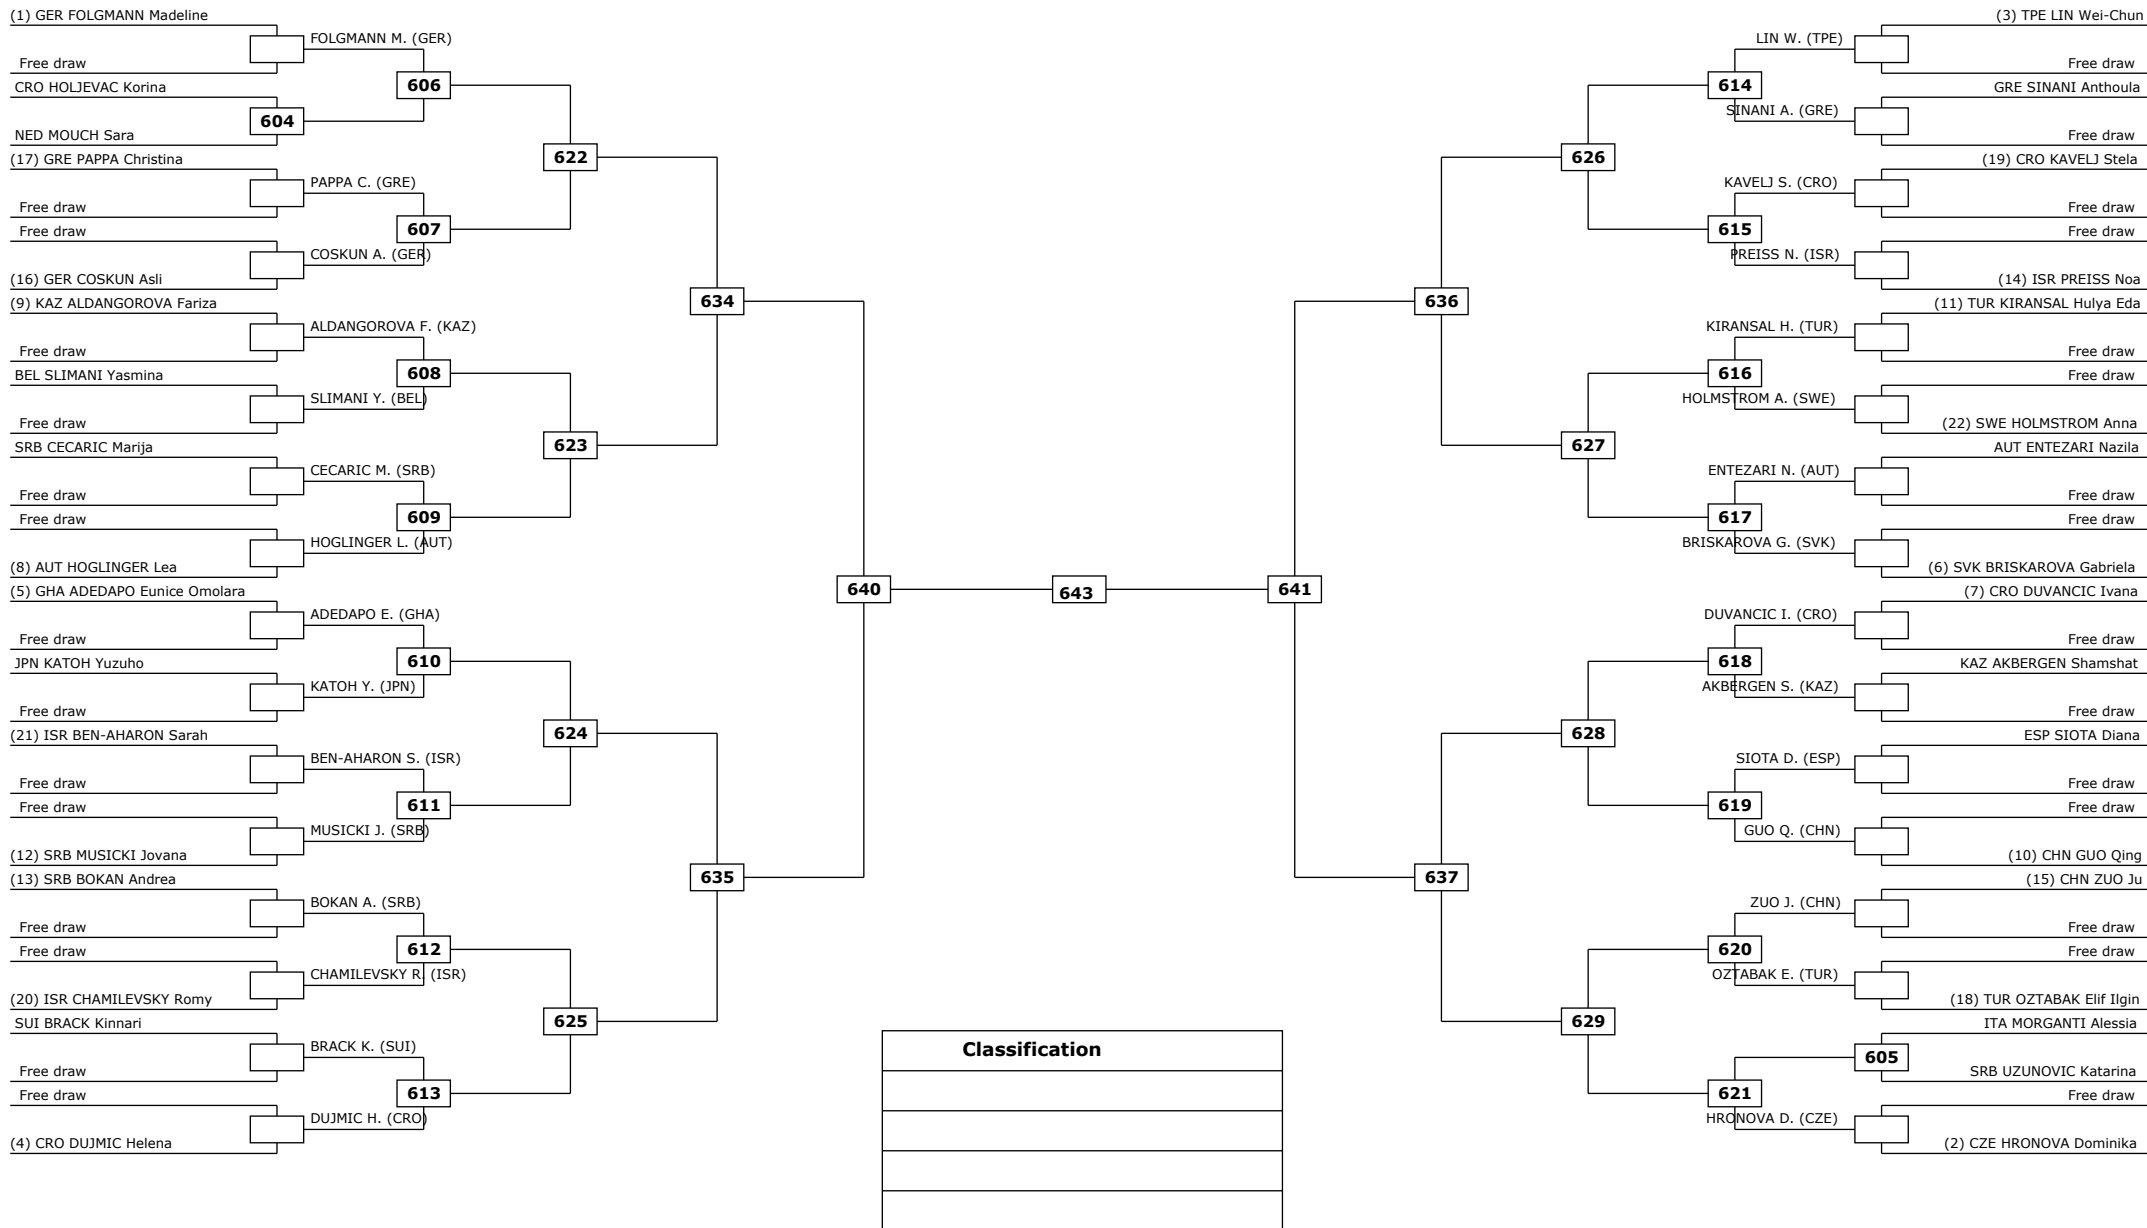 (1) GER FOLGMANN Madeline
FOLGMANN M. (GER)
Free draw
606
CRO HOLJEVAC Korina
604
NED MOUCH Sara
622
(17) GRE PAPPA Christina
PAPPA C. (GRE)
Free draw
607
Free draw
COSKUN A. (GER)
(16) GER COSKUN Asli
634
(9) KAZ ALDANGOROVA Fariza
ALDANGOROVA F. (KAZ)
Free draw
608
BEL SLIMANI Yasmina
SLIMANI Y. (BEL)
Free draw
623
SRB CECARIC Marija
CECARIC M. (SRB)
Free draw
609
Free draw
HOGLINGER L. (AUT)
(8) AUT HOGLINGER Lea
640
(5) GHA ADEDAPO Eunice Omolara
ADEDAPO E. (GHA)
Free draw
610
JPN KATOH Yuzuho
KATOH Y. (JPN)
Free draw
624
(21) ISR BEN-AHARON Sarah
BEN-AHARON S. (ISR)
Free draw
611
Free draw
MUSICKI J. (SRB)
(12) SRB MUSICKI Jovana
635
(13) SRB BOKAN Andrea
BOKAN A. (SRB)
Free draw
612
Free draw
CHAMILEVSKY R. (ISR)
(20) ISR CHAMILEVSKY Romy
625
SUI BRACK Kinnari
BRACK K. (SUI)
Free draw
613
Free draw
DUJMIC H. (CRO)
(4) CRO DUJMIC Helena
643
(3) TPE LIN Wei-Chun
LIN W. (TPE)
Free draw
614
GRE SINANI Anthoula
SINANI A. (GRE)
Free draw
626
(19) CRO KAVELJ Stela
KAVELJ S. (CRO)
Free draw
615
Free draw
PREISS N. (ISR)
(14) ISR PREISS Noa
636
(11) TUR KIRANSAL Hulya Eda
KIRANSAL H. (TUR)
Free draw
616
Free draw
HOLMSTROM A. (SWE)
(22) SWE HOLMSTROM Anna
627
AUT ENTEZARI Nazila
ENTEZARI N. (AUT)
Free draw
617
Free draw
BRISKAROVA G. (SVK)
(6) SVK BRISKAROVA Gabriela
641
(7) CRO DUVANCIC Ivana
DUVANCIC I. (CRO)
Free draw
618
KAZ AKBERGEN Shamshat
AKBERGEN S. (KAZ)
Free draw
628
ESP SIOTA Diana
SIOTA D. (ESP)
Free draw
619
Free draw
GUO Q. (CHN)
(10) CHN GUO Qing
637
(15) CHN ZUO Ju
ZUO J. (CHN)
Free draw
620
Free draw
OZTABAK E. (TUR)
(18) TUR OZTABAK Elif Ilgin
629
ITA MORGANTI Alessia
605
SRB UZUNOVIC Katarina
621
Free draw
HRONOVA D. (CZE)
(2) CZE HRONOVA Dominika
Classification